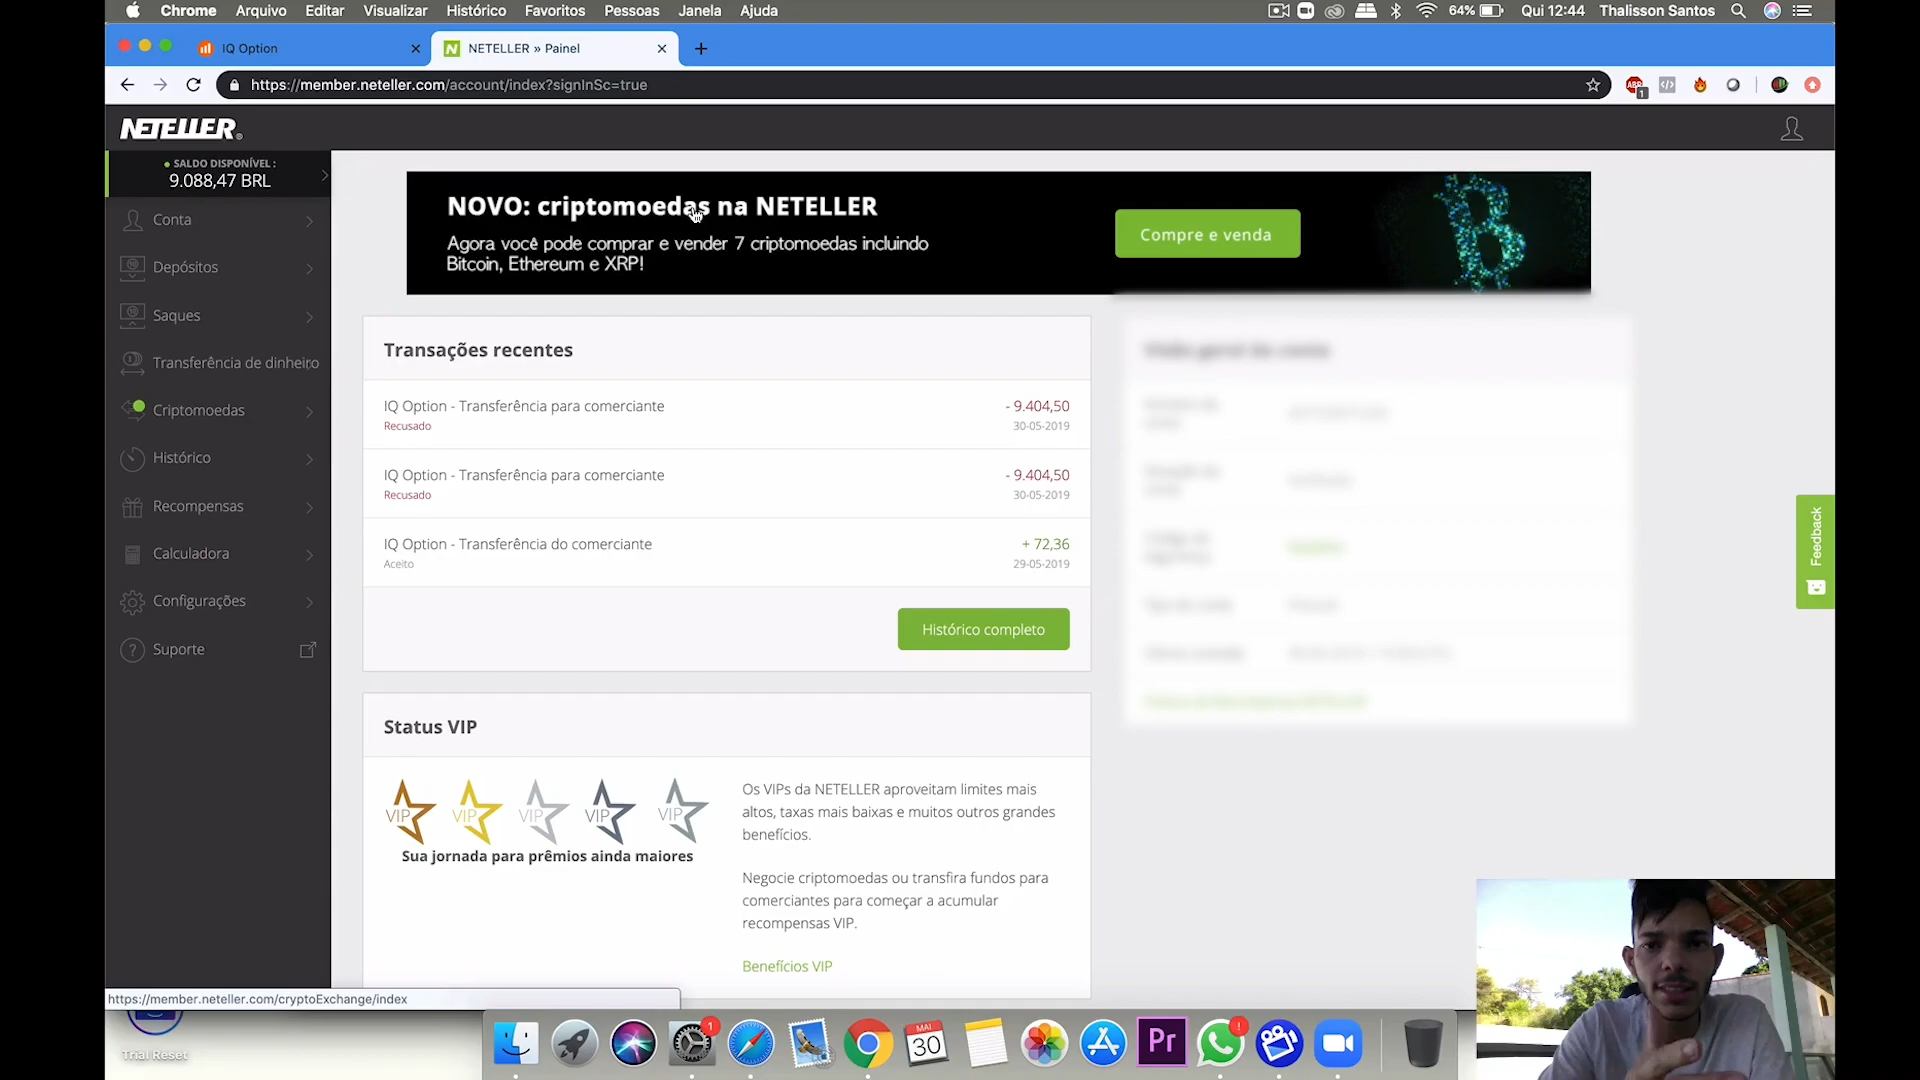 Chrome Arquivo Editar Visualizar Histórico Favoritos Pessoas Janela Ajuda 64% Qui 12:44 Thalisson Santos
IQ Option
NETELLER » Painel
https://member.neteller.com/account/index?signInSc=true
ABP 1
NETELLER
SALDO DISPONÍVEL :
9.088,47 BRL
Conta
Depósitos
Saques
Transferência de dinheiro
Criptomoedas
Histórico
Recompensas
Calculadora
Configurações
Suporte
NOVO: criptomoedas na NETELLER
Agora você pode comprar e vender 7 criptomoedas incluindo
Bitcoin, Ethereum e XRP!
Compre e venda
Transações recentes
IQ Option - Transferência para comerciante - 9.404,50
Recusado 30-05-2019
IQ Option - Transferência para comerciante - 9.404,50
Recusado 30-05-2019
IQ Option - Transferência do comerciante + 72,36
Aceito 29-05-2019
Histórico completo
Feedback
Status VIP
VIP VIP VIP VIP VIP
Sua jornada para prêmios ainda maiores
Os VIPs da NETELLER aproveitam limites mais
altos, taxas mais baixas e muitos outros grandes
benefícios.
Negocie criptomoedas ou transfira fundos para
comerciantes para começar a acumular
recompensas VIP.
Benefícios VIP
https://member.neteller.com/cryptoExchange/index
Trial Reset
1
MAI
30
Pr
!